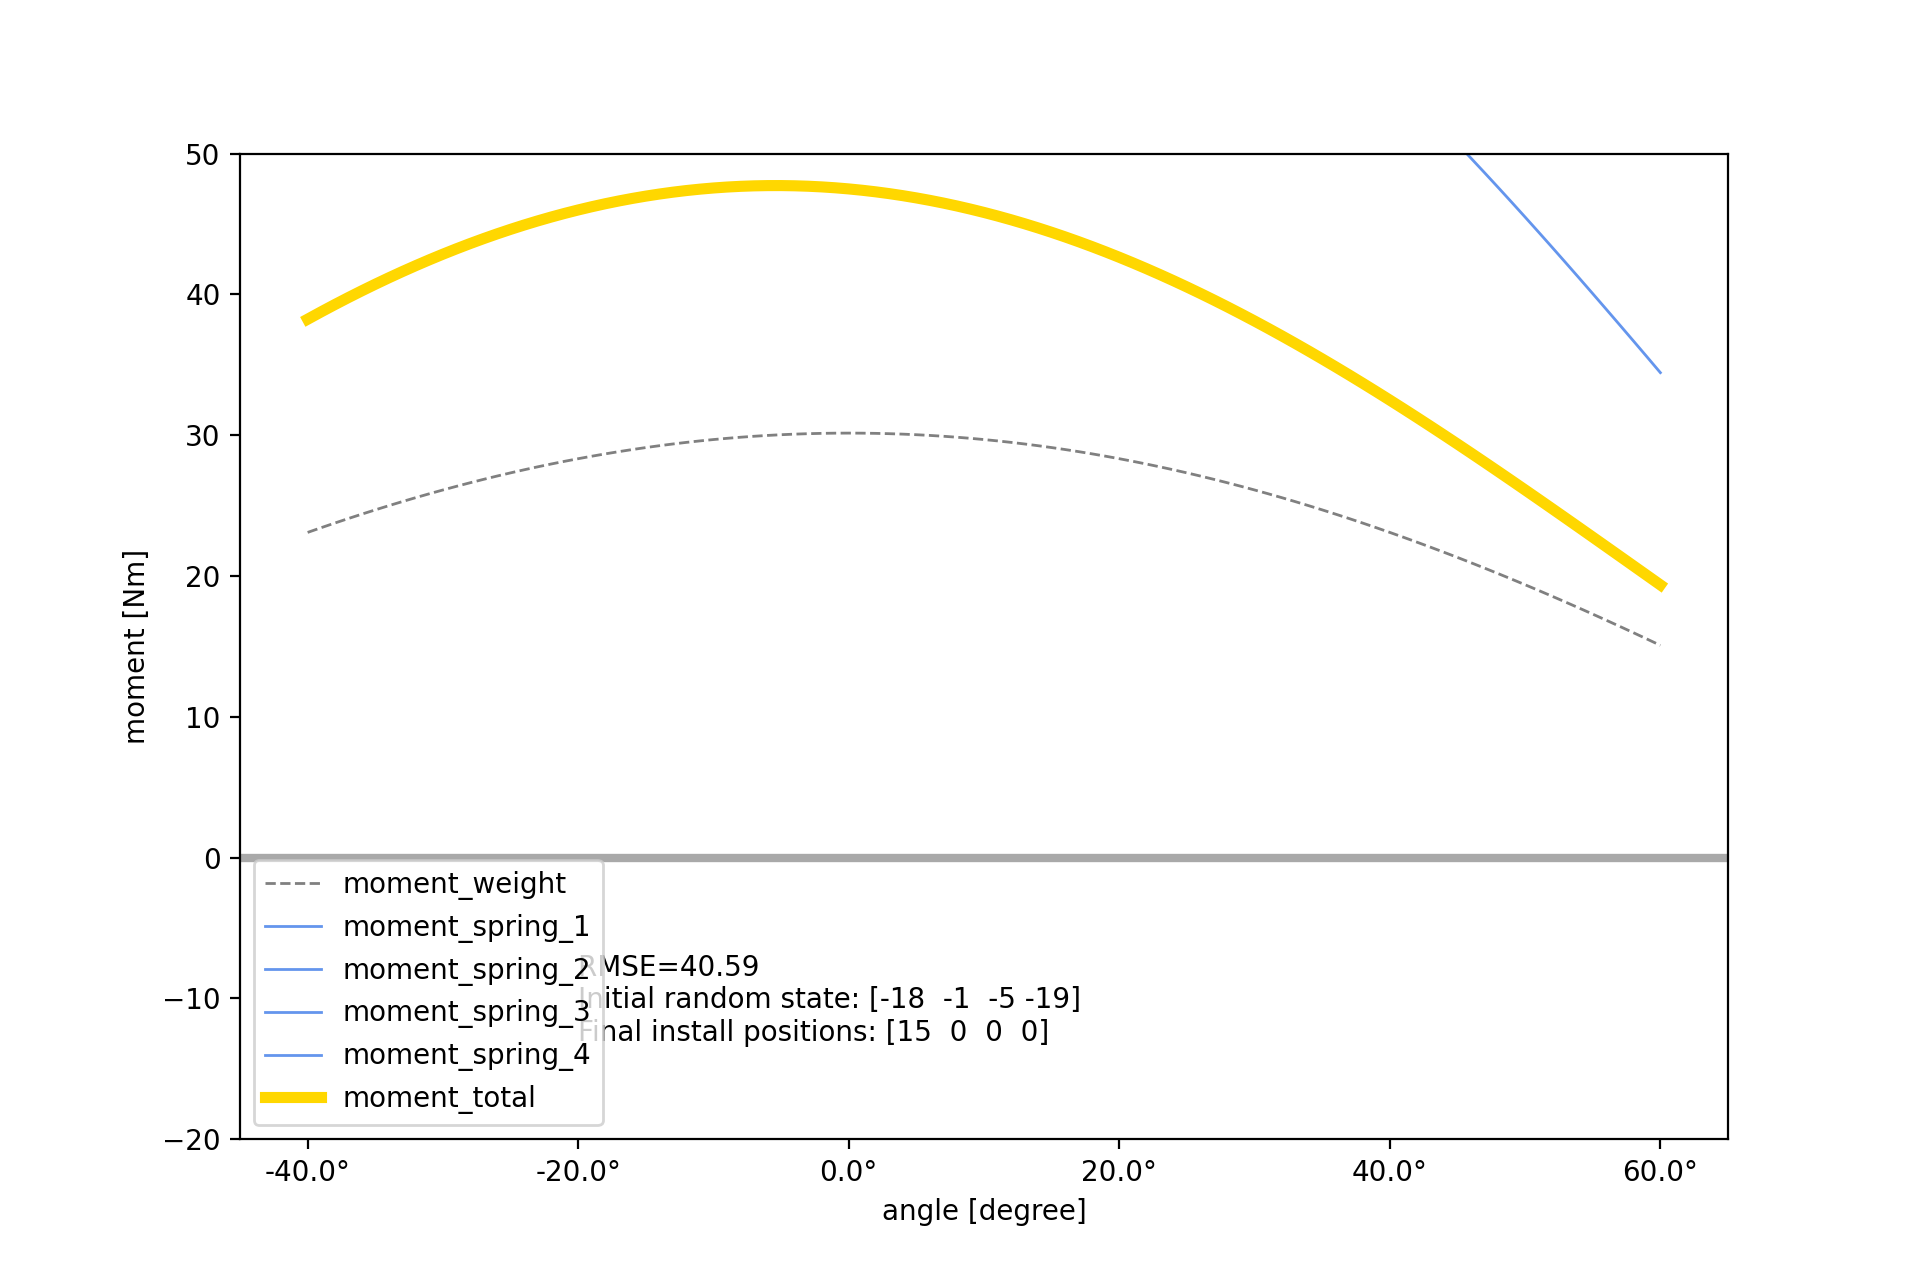 50
40
30
20
10
0
−10
−20
moment [Nm]
moment_weight
moment_spring_1
moment_spring_2
moment_spring_3
moment_spring_4
moment_total
RMSE=40.59
Initial random state: [-18  -1  -5 -19]
Final install positions: [15  0  0  0]
-40.0° -20.0° 0.0° 20.0° 40.0° 60.0°
angle [degree]